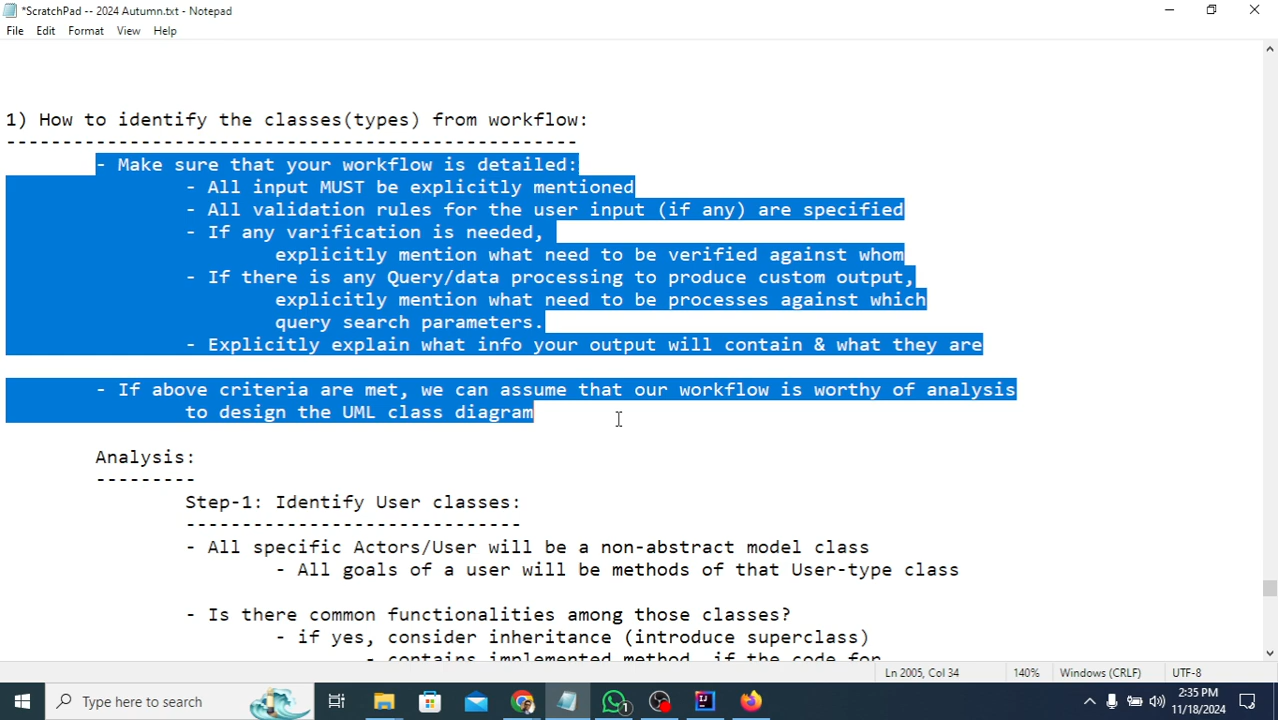 *ScratchPad -- 2024 Autumn.txt - Notepad
File Edit Format View Help
1) How to identify the classes(types) from workflow:
---------------------------------------------------
- Make sure that your workflow is detailed:
- All input MUST be explicitly mentioned
- All validation rules for the user input (if any) are specified
- If any varification is needed,
explicitly mention what need to be verified against whom
- If there is any Query/data processing to produce custom output,
explicitly mention what need to be processes against which
query search parameters.
- Explicitly explain what info your output will contain & what they are
- If above criteria are met, we can assume that our workflow is worthy of analysis
to design the UML class diagram
Analysis:
---------
Step-1: Identify User classes:
------------------------------
- All specific Actors/User will be a non-abstract model class
- All goals of a user will be methods of that User-type class
- Is there common functionalities among those classes?
- if yes, consider inheritance (introduce superclass)
- contains implemented method, if the code for
Ln 2005, Col 34 140% Windows (CRLF) UTF-8
Type here to search
1
2:35 PM
11/18/2024